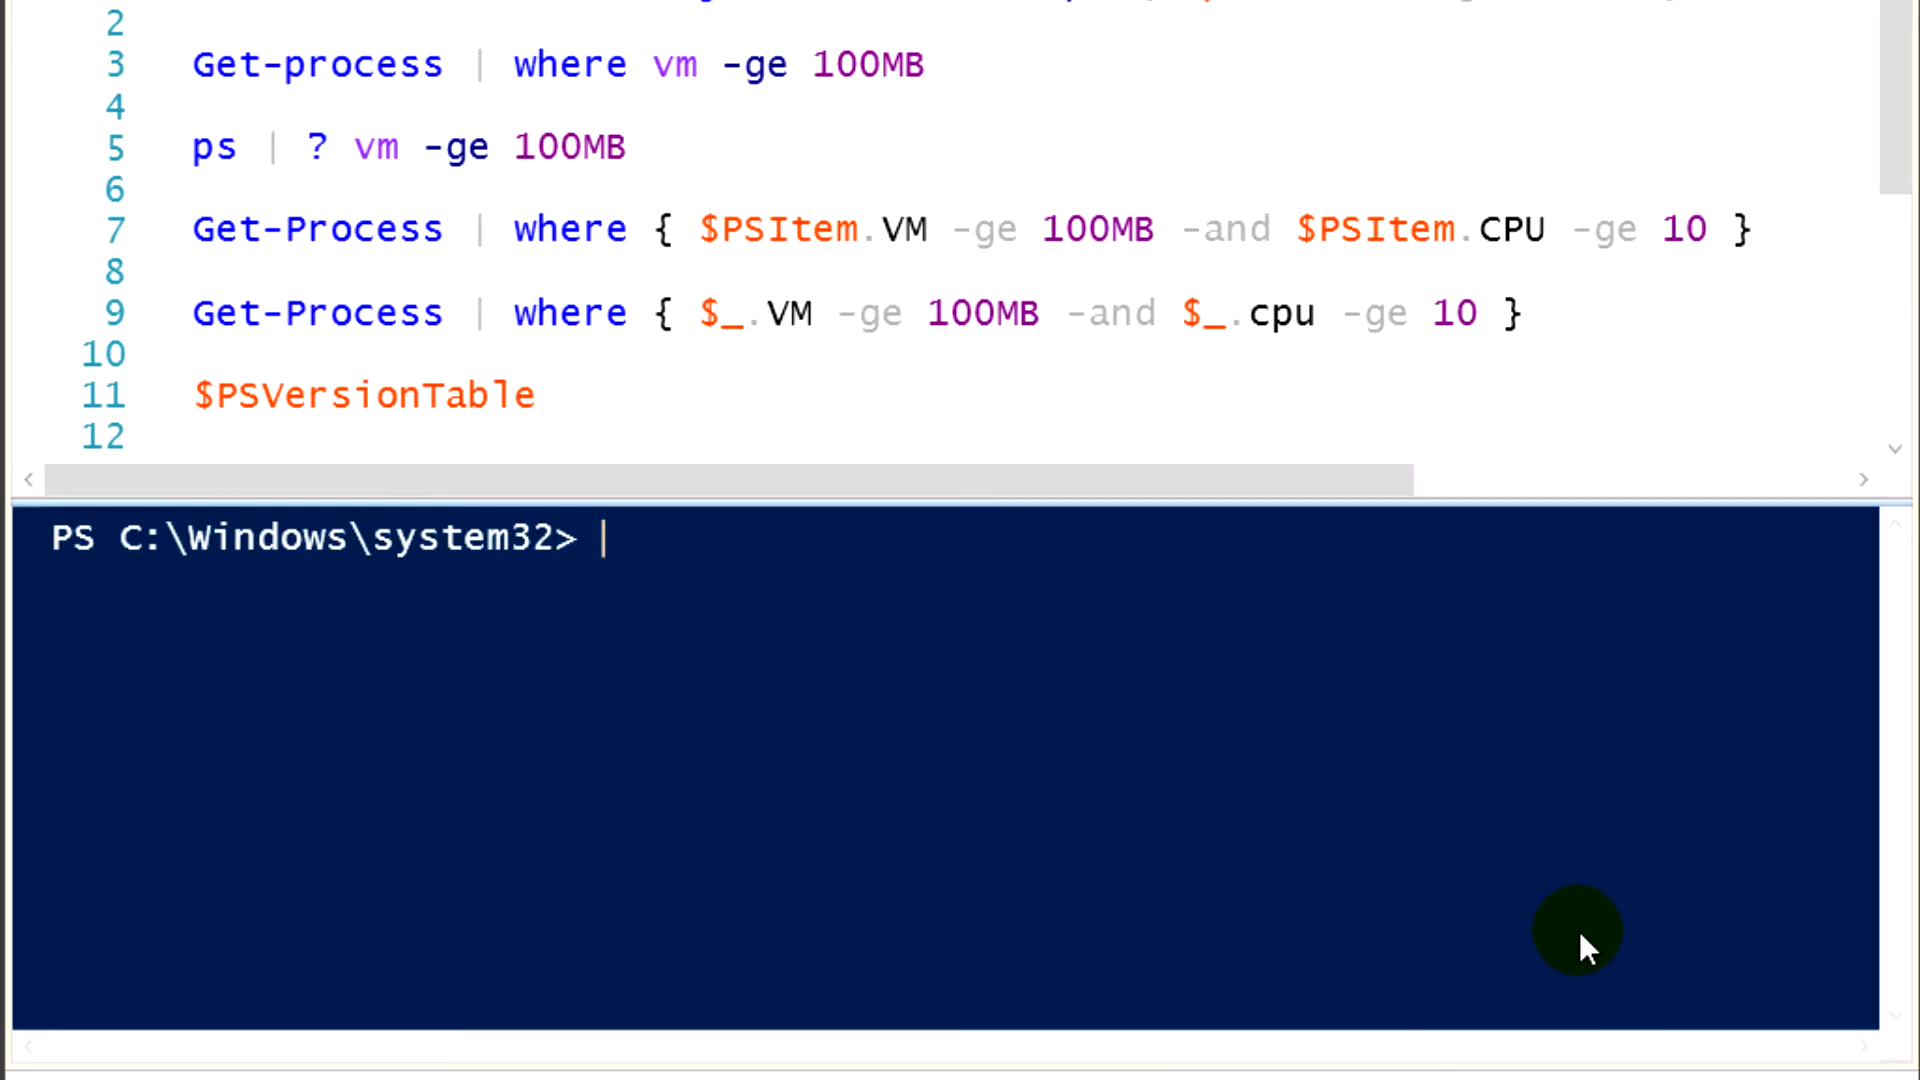 2
3 Get-process | where vm -ge 100MB
4
5 ps | ? vm -ge 100MB
6
7 Get-Process | where { $PSItem.VM -ge 100MB -and $PSItem.CPU -ge 10 }
8
9 Get-Process | where { $_.VM -ge 100MB -and $_.cpu -ge 10 }
10
11 $PSVersionTable
12
PS C:\Windows\system32>